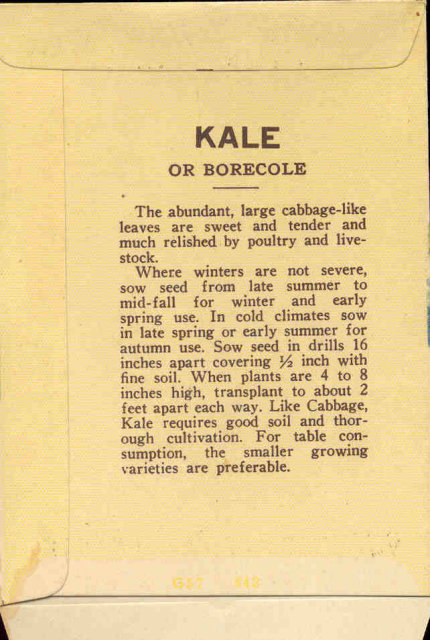 KALE
OR BORECOLE
The abundant, large cabbage-like
leaves are sweet and tender and
much relished by poultry and live-
stock.
Where winters are not severe,
sow seed from late summer to
mid-fall for winter and early
spring use. In cold climates sow
in late spring or early summer for
autumn use. Sow seed in drills 16
inches apart covering ½ inch with
fine soil. When plants are 4 to 8
inches high, transplant to about 2
feet apart each way. Like Cabbage,
Kale requires good soil and thor-
ough cultivation. For table con-
sumption, the smaller growing
varieties are preferable.